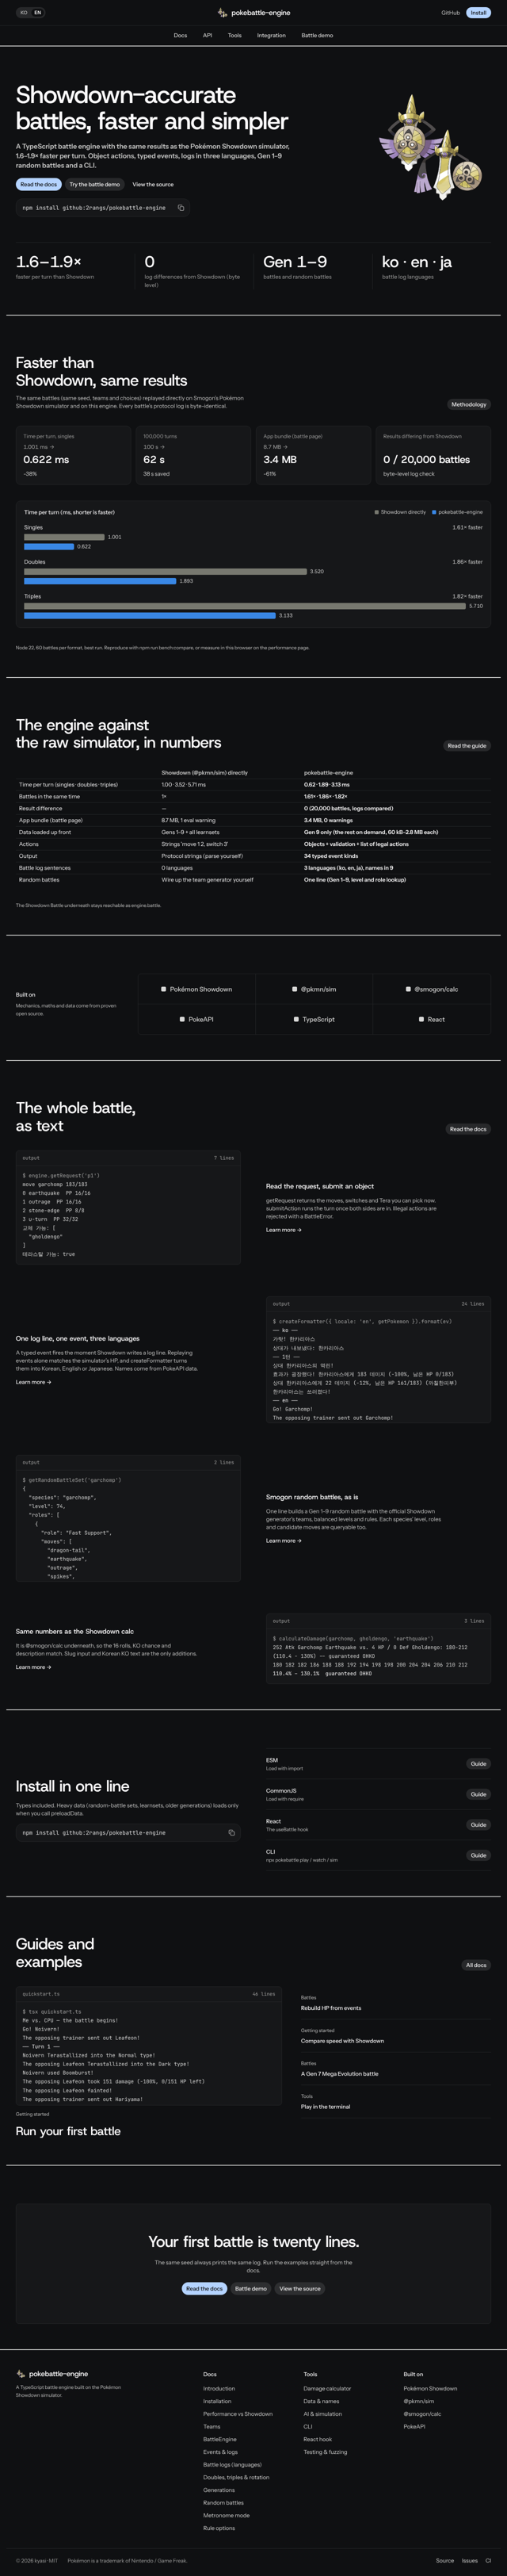 KO EN
pokebattle-engine
GitHub
Install
Docs
API
Tools
Integration
Battle demo
Showdown-accurate
battles, faster and simpler
A TypeScript battle engine with the same results as the Pokémon Showdown simulator,
1.6–1.9× faster per turn. Object actions, typed events, logs in three languages, Gen 1–9
random battles and a CLI.
Read the docs
Try the battle demo
View the source
npm install github:2rangs/pokebattle-engine
1.6–1.9×
faster per turn than Showdown
0
log differences from Showdown (byte
level)
Gen 1–9
battles and random battles
ko · en · ja
battle log languages
Faster than
Showdown, same results
The same battles (same seed, teams and choices) replayed directly on Smogon's Pokémon
Showdown simulator and on this engine. Every battle's protocol log is byte-identical.
Methodology
Time per turn, singles
1.001 ms →
0.622 ms
-38%
100,000 turns
100 s →
62 s
38 s saved
App bundle (battle page)
8.7 MB →
3.4 MB
-61%
Results differing from Showdown
0 / 20,000 battles
byte-level log check
Time per turn (ms, shorter is faster)
Showdown directly
pokebattle-engine
Singles
1.61× faster
1.001
0.622
Doubles
1.86× faster
3.520
1.893
Triples
1.82× faster
5.710
3.133
Node 22, 60 battles per format, best run. Reproduce with npm run bench:compare, or measure in this browser on the performance page.
The engine against
the raw simulator, in numbers
Read the guide
Showdown (@pkmn/sim) directly
pokebattle-engine
Time per turn (singles · doubles · triples)
1.00 · 3.52 · 5.71 ms
0.62 · 1.89 · 3.13 ms
Battles in the same time
1×
1.61× · 1.86× · 1.82×
Result difference
—
0 (20,000 battles, logs compared)
App bundle (battle page)
8.7 MB, 1 eval warning
3.4 MB, 0 warnings
Data loaded up front
Gens 1–9 + all learnsets
Gen 9 only (the rest on demand, 60 kB–2.8 MB each)
Actions
Strings 'move 1 2, switch 3'
Objects + validation + list of legal actions
Output
Protocol strings (parse yourself)
34 typed event kinds
Battle log sentences
0 languages
3 languages (ko, en, ja), names in 9
Random battles
Wire up the team generator yourself
One line (Gen 1–9, level and role lookup)
The Showdown Battle underneath stays reachable as engine.battle.
Built on
Mechanics, maths and data come from proven
open source.
Pokémon Showdown
@pkmn/sim
@smogon/calc
PokeAPI
TypeScript
React
The whole battle,
as text
Read the docs
output
7 lines
$ engine.getRequest('p1')
move garchomp 183/183
0 earthquake PP 16/16
1 outrage PP 16/16
2 stone-edge PP 8/8
3 u-turn PP 32/32
교체 가능: [
"gholdengo"
]
테라스탈 가능: true
Read the request, submit an object
getRequest returns the moves, switches and Tera you can pick now.
submitAction runs the turn once both sides are in. Illegal actions are
rejected with a BattleError.
Learn more →
One log line, one event, three languages
A typed event fires the moment Showdown writes a log line. Replaying
events alone matches the simulator's HP, and createFormatter turns
them into Korean, English or Japanese. Names come from PokeAPI data.
Learn more →
output
24 lines
$ createFormatter({ locale: 'en', getPokemon }).format(ev)
—— ko ——
가랏! 한카리아스
상대가 내보냈다: 한카리아스
—— 1턴 ——
상대 한카리아스의 역린!
효과가 굉장했다! 한카리아스에게 183 데미지 (-100%, 남은 HP 0/183)
상대 한카리아스에게 22 데미지 (-12%, 남은 HP 161/183) (까칠한피부)
한카리아스는 쓰러졌다!
—— en ——
Go! Garchomp!
The opposing trainer sent out Garchomp!
output
2 lines
$ getRandomBattleSet('garchomp')
{
"species": "garchomp",
"level": 74,
"roles": [
{
"role": "Fast Support",
"moves": [
"dragon-tail",
"earthquake",
"outrage",
"spikes",
Smogon random battles, as is
One line builds a Gen 1–9 random battle with the official Showdown
generator's teams, balanced levels and rules. Each species' level, roles
and candidate moves are queryable too.
Learn more →
Same numbers as the Showdown calc
It is @smogon/calc underneath, so the 16 rolls, KO chance and
description match. Slug input and Korean KO text are the only additions.
Learn more →
output
3 lines
$ calculateDamage(garchomp, gholdengo, 'earthquake')
252 Atk Garchomp Earthquake vs. 4 HP / 0 Def Gholdengo: 180-212
(110.4 - 130%) -- guaranteed OHKO
180 182 182 186 188 188 192 194 198 198 200 204 204 206 210 212
110.4% – 130.1% guaranteed OHKO
Install in one line
Types included. Heavy data (random-battle sets, learnsets, older generations) loads only
when you call preloadData.
npm install github:2rangs/pokebattle-engine
ESM
Load with import
Guide
CommonJS
Load with require
Guide
React
The useBattle hook
Guide
CLI
npx pokebattle play / watch / sim
Guide
Guides and
examples
All docs
quickstart.ts
46 lines
$ tsx quickstart.ts
Me vs. CPU — the battle begins!
Go! Noivern!
The opposing trainer sent out Leafeon!
—— Turn 1 ——
Noivern Terastallized into the Normal type!
The opposing Leafeon Terastallized into the Dark type!
Noivern used Boomburst!
The opposing Leafeon took 151 damage (-100%, 0/151 HP left)
The opposing Leafeon fainted!
The opposing trainer sent out Hariyama!
Getting started
Run your first battle
Battles
Rebuild HP from events
Getting started
Compare speed with Showdown
Battles
A Gen 7 Mega Evolution battle
Tools
Play in the terminal
Your first battle is twenty lines.
The same seed always prints the same log. Run the examples straight from the
docs.
Read the docs
Battle demo
View the source
pokebattle-engine
A TypeScript battle engine built on the Pokémon
Showdown simulator.
Docs
Introduction
Installation
Performance vs Showdown
Teams
BattleEngine
Events & logs
Battle logs (languages)
Doubles, triples & rotation
Generations
Random battles
Metronome mode
Rule options
Tools
Damage calculator
Data & names
AI & simulation
CLI
React hook
Testing & fuzzing
Built on
Pokémon Showdown
@pkmn/sim
@smogon/calc
PokeAPI
© 2026 kyasi · MIT
Pokémon is a trademark of Nintendo / Game Freak.
Source
Issues
CI